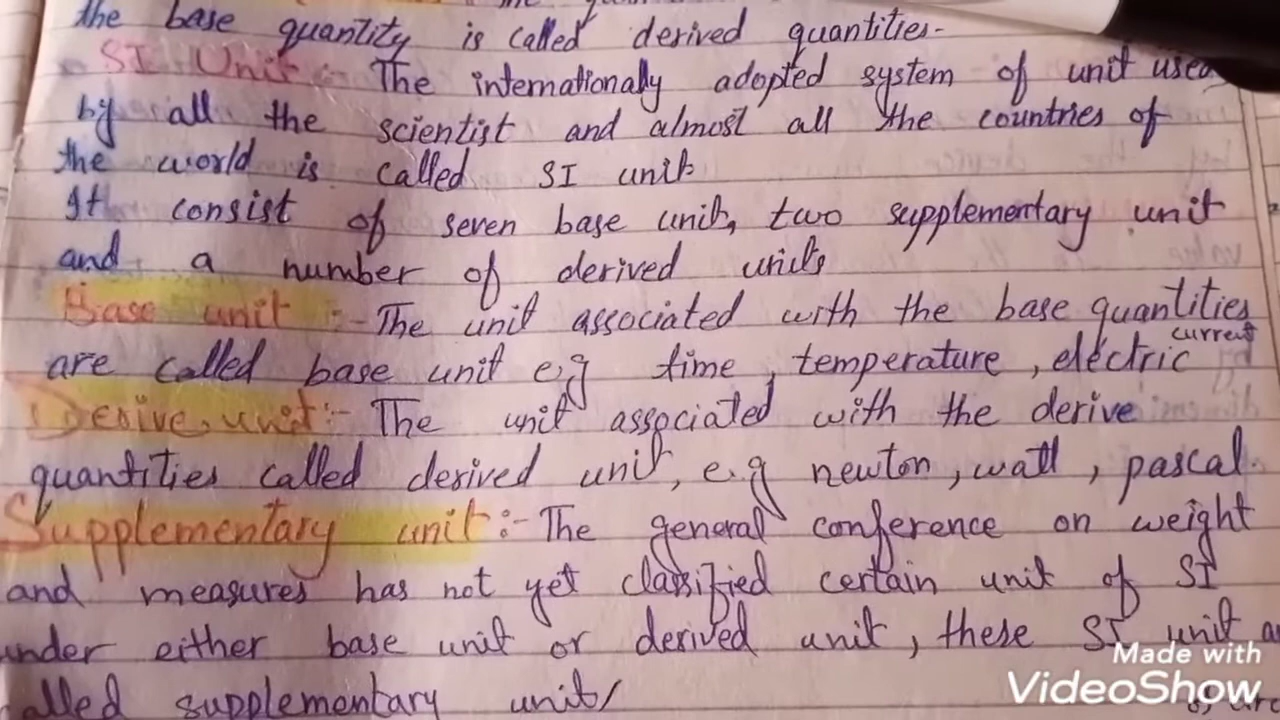 the base quantity is called derived quantities-
SI Unit :- The internationally adopted system of unit used
by all the scientist and almost all the countries of
the world is called SI unit
It consist of seven base unit, two supplementary unit
and a number of derived units
Base unit :- The unit associated with the base quantities
are called base unit e.g time, temperature, electric current
Derive unit:- The unit associated with the derive
quantities called derived unit, e.g newton, watt, pascal.
Supplementary unit:- The general conference on weight
and measures has not yet classified certain unit of SI
under either base unit or derived unit, these SI unit
called supplementary unit/
Made with
VideoShow